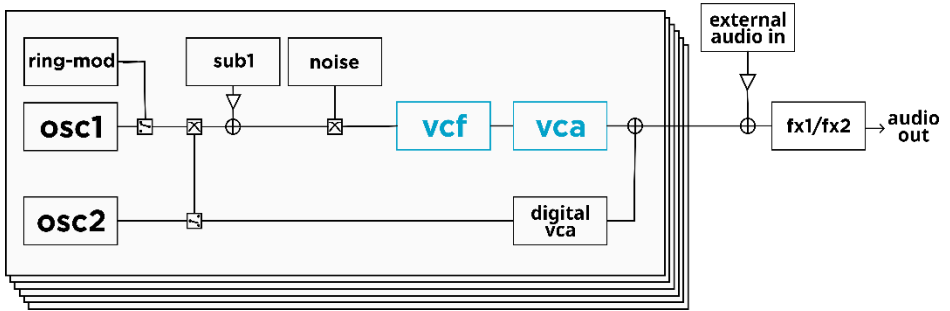 external
audio in
ring-mod
sub1
noise
osc1
vcf
vca
fx1/fx2
audio
out
osc2
digital
vca